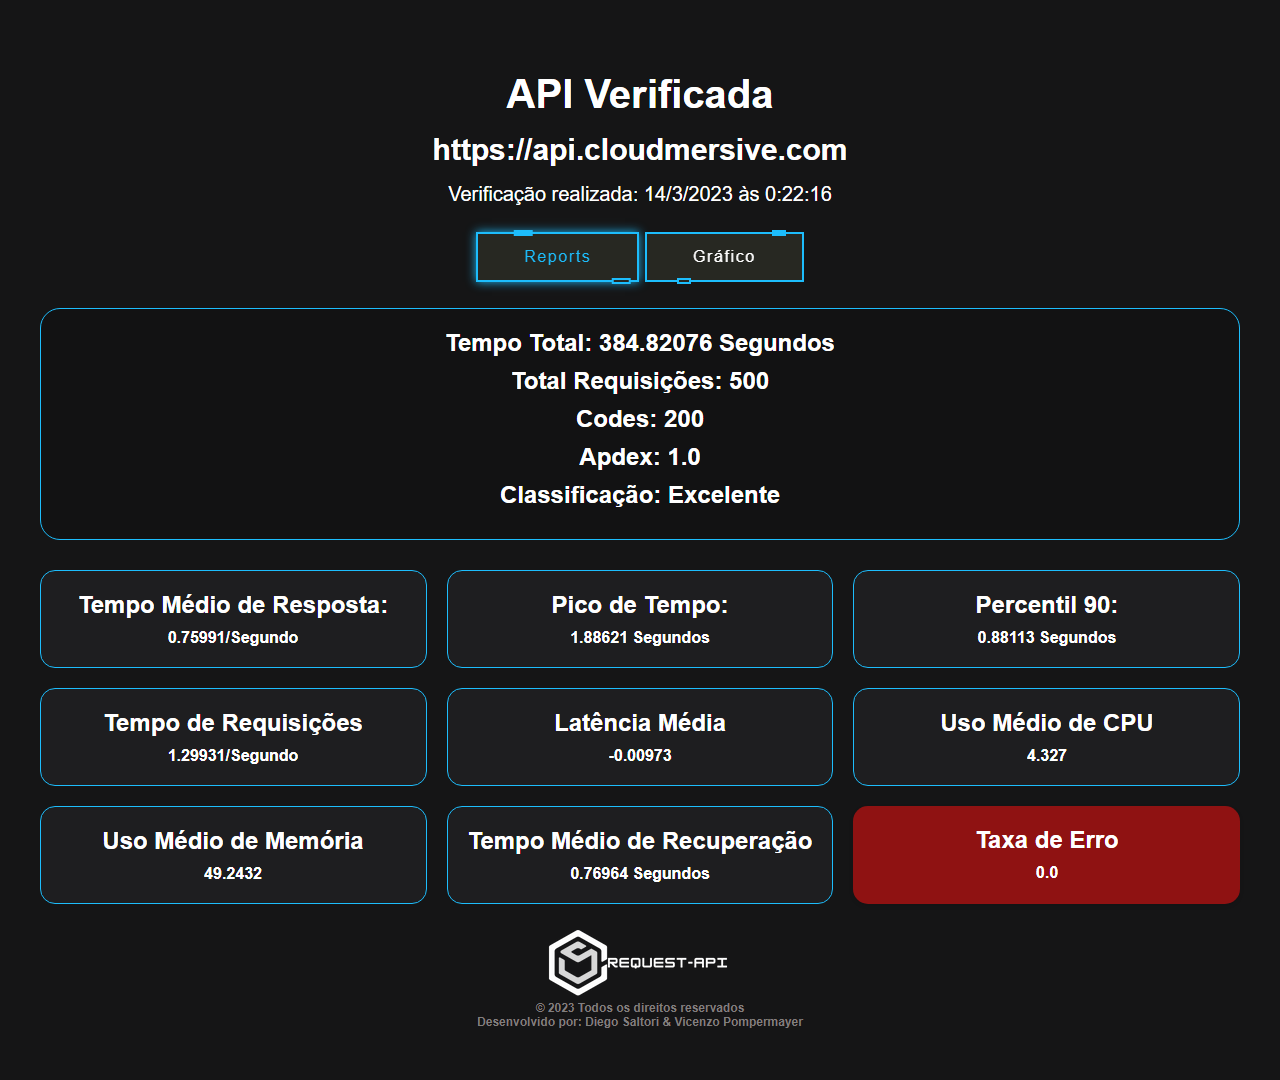 API Verificada
https://api.cloudmersive.com
Verificação realizada: 14/3/2023 às 0:22:16
Reports
Gráfico
Tempo Total: 384.82076 Segundos
Total Requisições: 500
Codes: 200
Apdex: 1.0
Classificação: Excelente
Tempo Médio de Resposta:
0.75991/Segundo
Pico de Tempo:
1.88621 Segundos
Percentil 90:
0.88113 Segundos
Tempo de Requisições
1.29931/Segundo
Latência Média
-0.00973
Uso Médio de CPU
4.327
Uso Médio de Memória
49.2432
Tempo Médio de Recuperação
0.76964 Segundos
Taxa de Erro
0.0
REQUEST-API
© 2023 Todos os direitos reservados
Desenvolvido por: Diego Saltori & Vicenzo Pompermayer